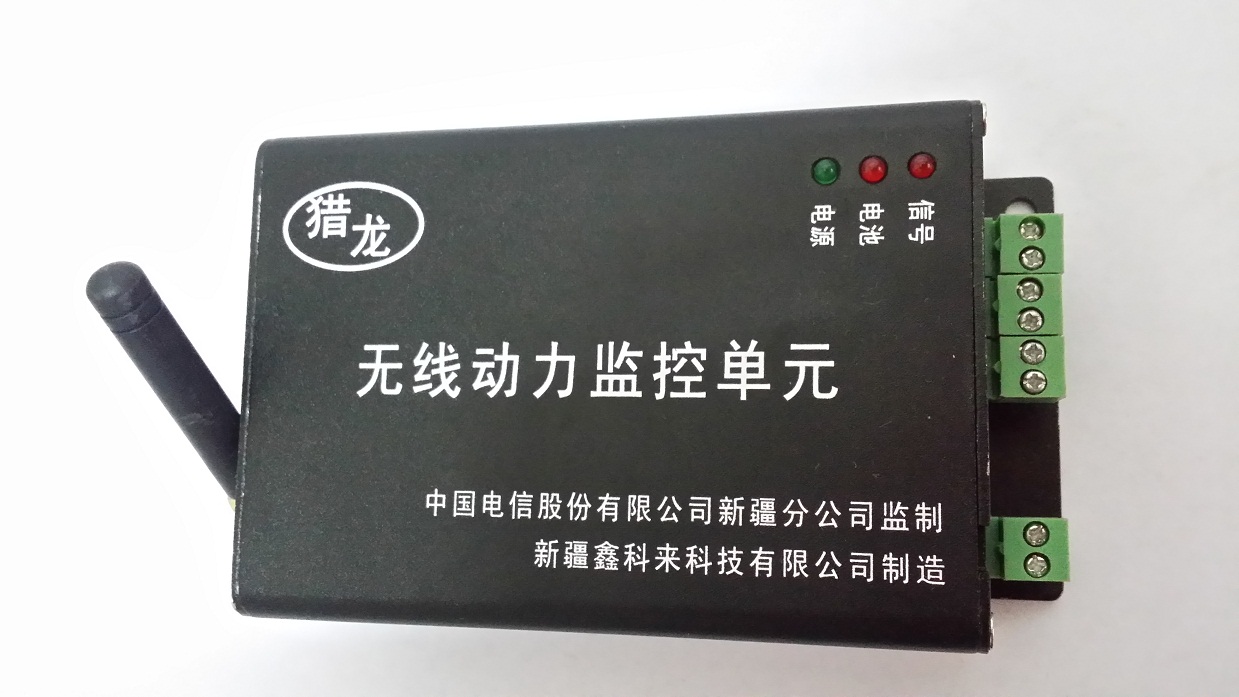 猎龙
电源 电池 信号
无线动力监控单元
中国电信股份有限公司新疆分公司监制
新疆鑫科来科技有限公司制造